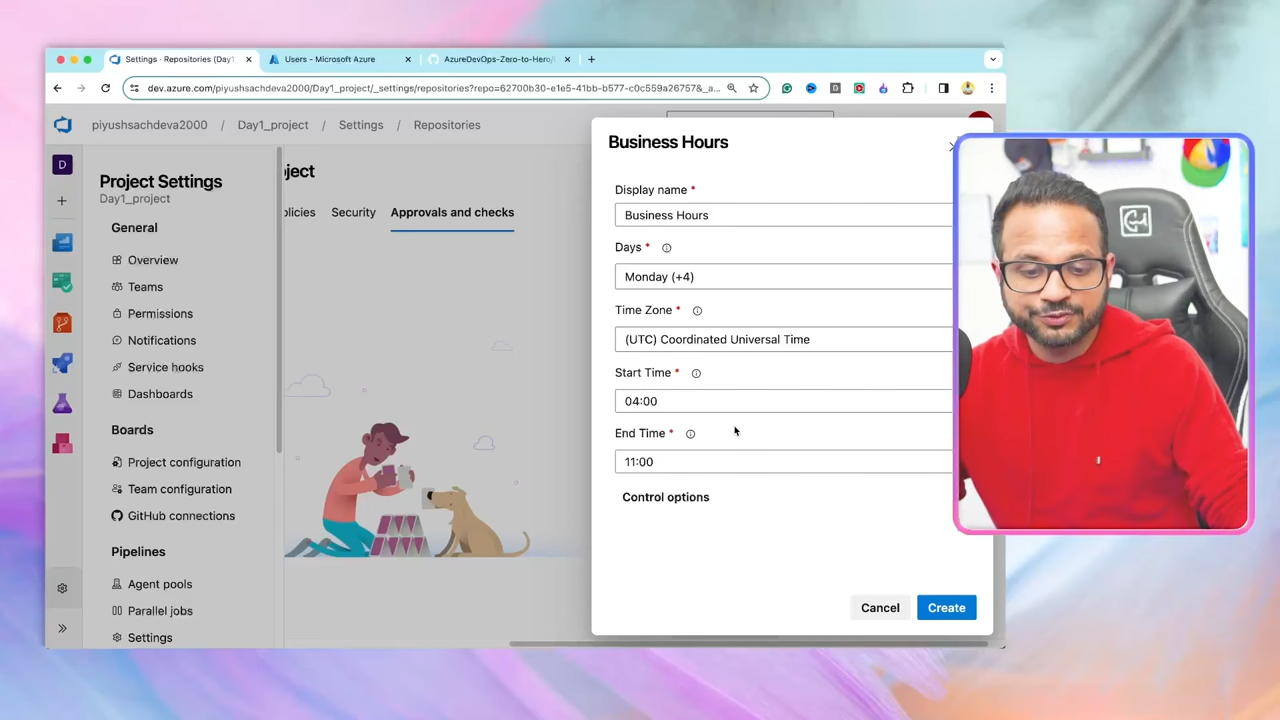 Settings · Repositories (Day1_
Users - Microsoft Azure
AzureDevOps-Zero-to-Hero/
dev.azure.com/piyushsachdeva2000/Day1_project/_settings/repositories?repo=62700b30-e1e5-41bb-b577-c0c559a26757&_a...
piyushsachdeva2000 / Day1_project / Settings / Repositories
D
Project Settings
Day1_project
General
Overview
Teams
Permissions
Notifications
Service hooks
Dashboards
Boards
Project configuration
Team configuration
GitHub connections
Pipelines
Agent pools
Parallel jobs
Settings
oject
olicies
Security
Approvals and checks
Business Hours
Display name *
Business Hours
Days *
Monday (+4)
Time Zone *
(UTC) Coordinated Universal Time
Start Time *
04:00
End Time *
11:00
Control options
Cancel
Create